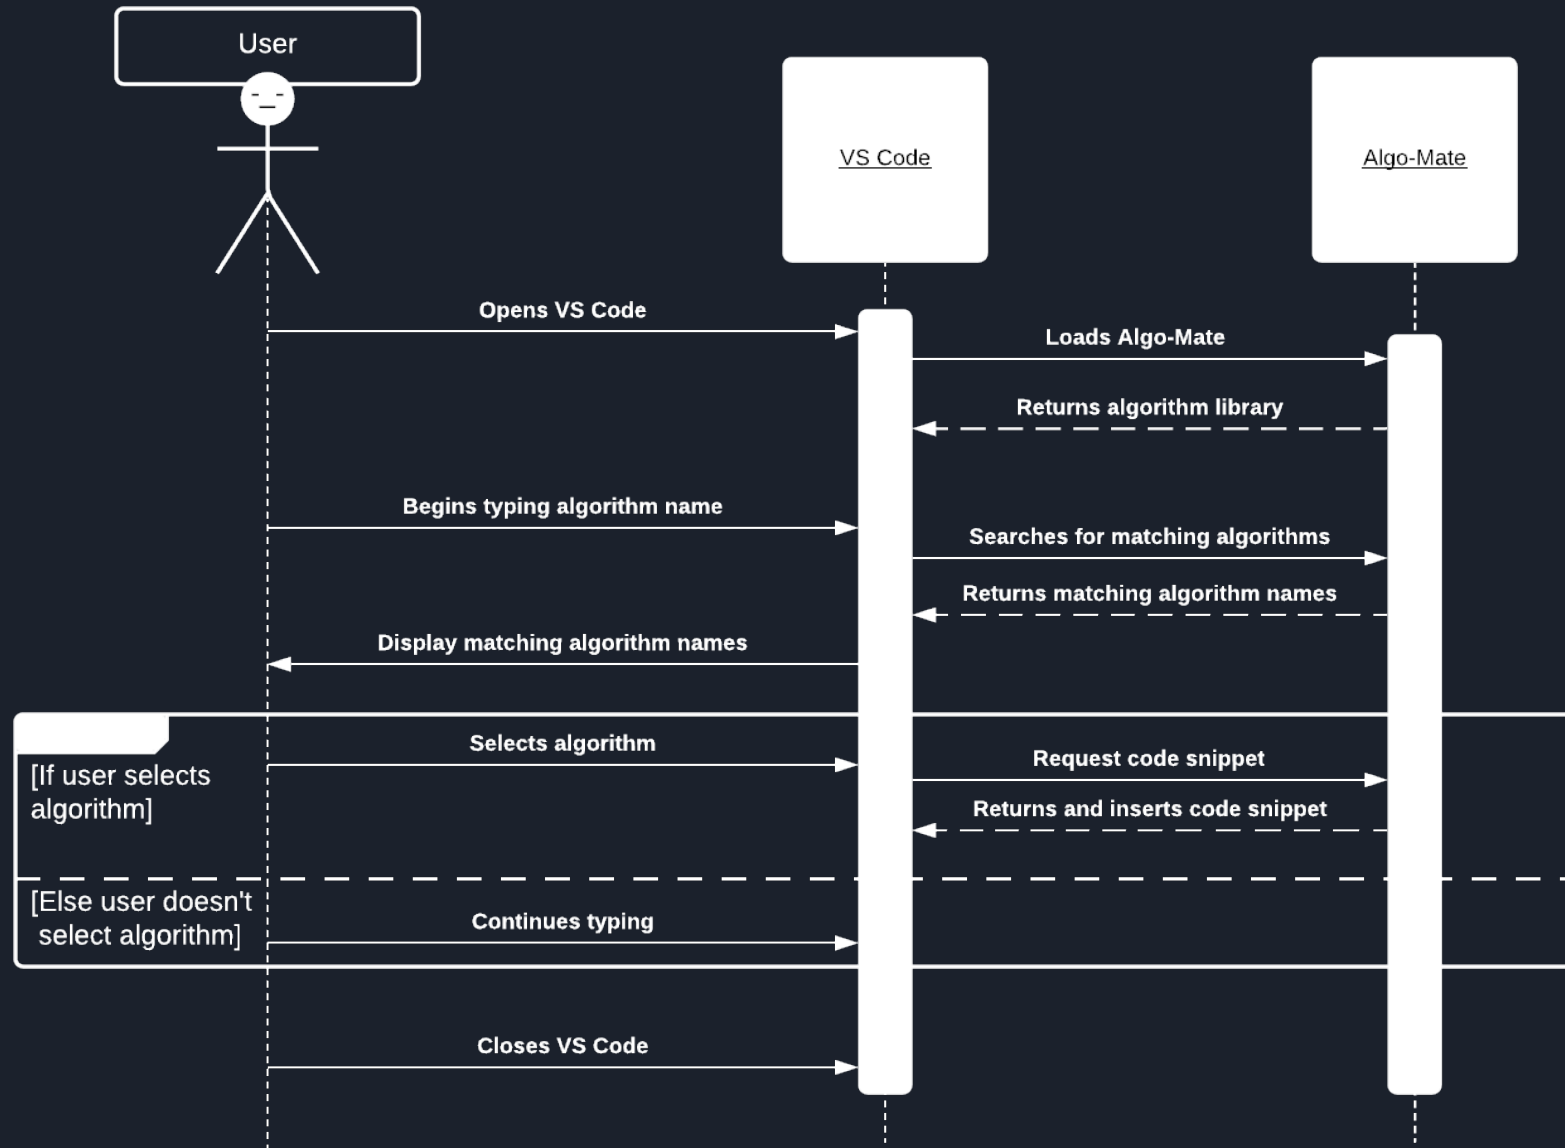 User
VS Code
Algo-Mate
Opens VS Code
Loads Algo-Mate
Returns algorithm library
Begins typing algorithm name
Searches for matching algorithms
Returns matching algorithm names
Display matching algorithm names
Selects algorithm
Request code snippet
[If user selects
algorithm]
Returns and inserts code snippet
[Else user doesn't
select algorithm]
Continues typing
Closes VS Code